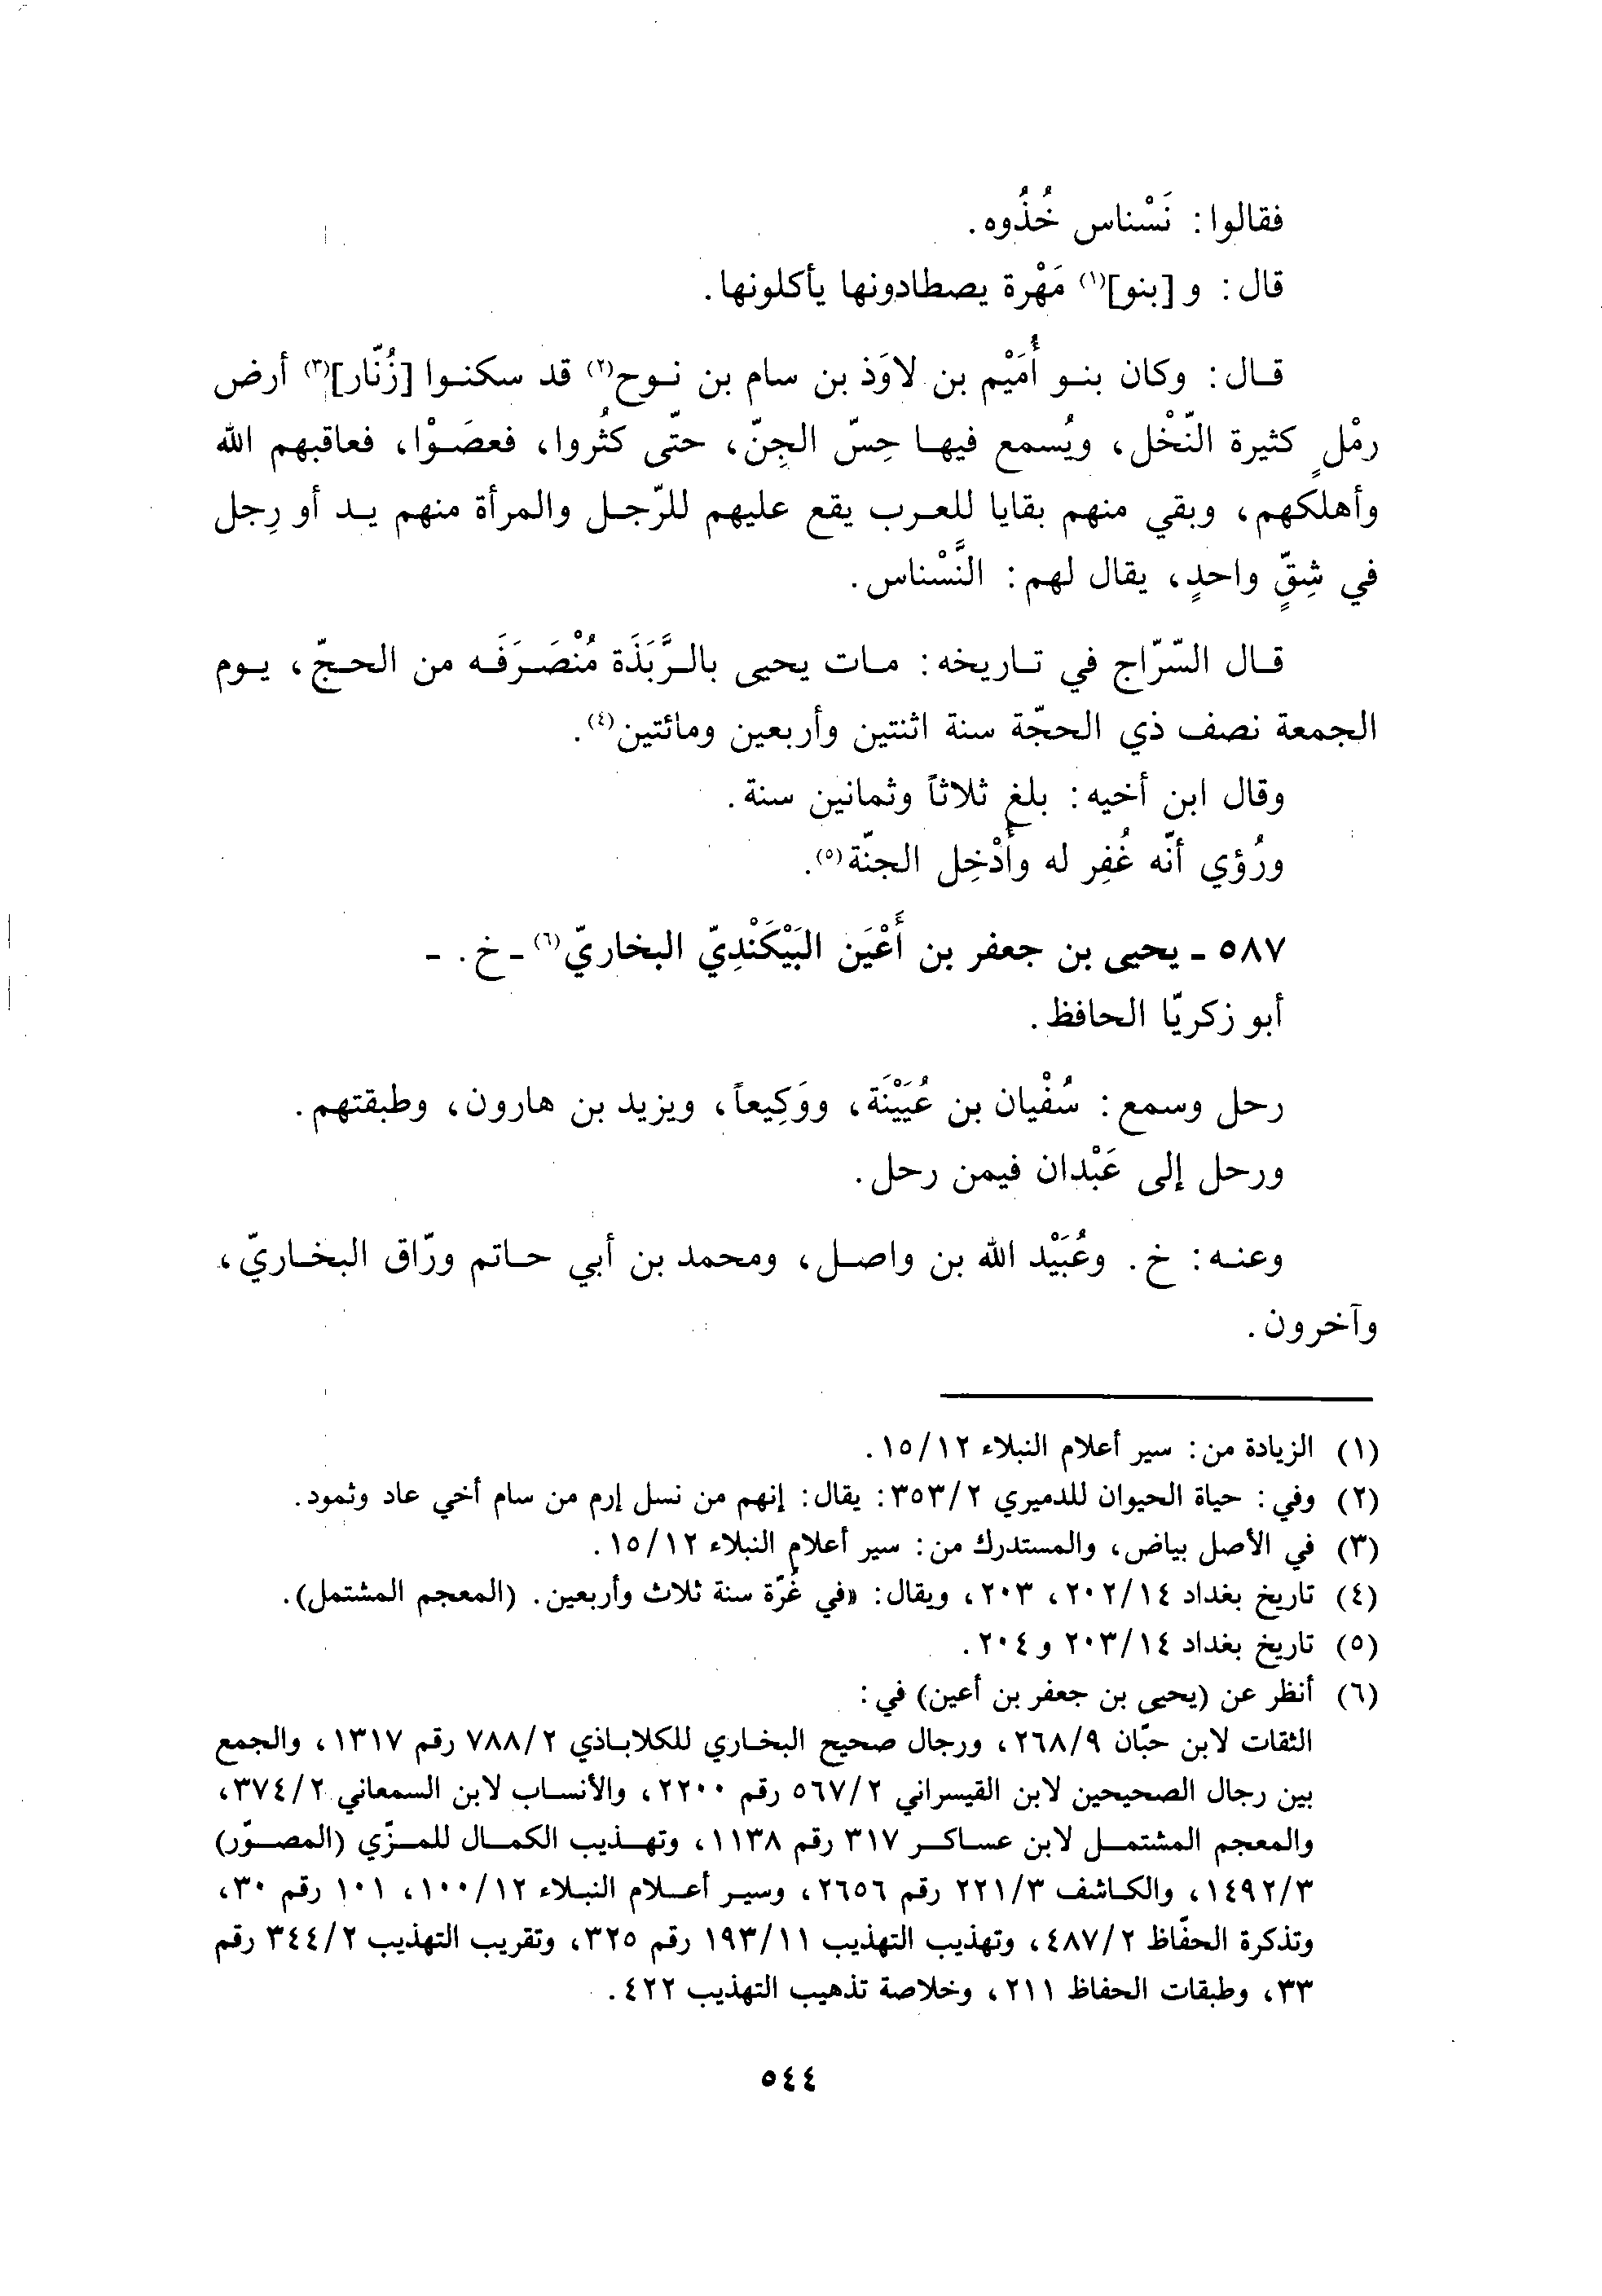 فقالوا: نَسْناس خُذُوه.
قال: و[بنو]⁽¹⁾ مَهْرة يصطادونها يأكلونها.
قال: وكان بنو أُمَيْم بن لاوَذ بن سام بن نوح⁽²⁾ قد سكنوا [زُنّار]⁽³⁾ أرض
رمْلٍ كثيرة النّخْل، ويُسمع فيها حِسّ الجِنّ، حتّى كثُروا، فعصَوْا، فعاقبهم الله
وأهلكهم، وبقي منهم بقايا للعرب يقع عليهم للرّجل والمرأة منهم يد أو رِجل
في شِقٍّ واحدٍ، يقال لهم: النَّسْناس.
قال السّرّاج في تاريخه: مات يحيى بالرَّبَذَة مُنْصَرَفَه من الحجّ، يوم
الجمعة نصف ذي الحجّة سنة اثنتين وأربعين ومائتين⁽⁴⁾.
وقال ابن أخيه: بلغ ثلاثاً وثمانين سنة.
ورُؤي أنّه غُفِر له وأُدْخِل الجنّة⁽⁵⁾.
٥٨٧ - يحيى بن جعفر بن أَعْيَن البَيْكَنْدِيّ البخاريّ⁽⁶⁾ - خ. -
أبو زكريّا الحافظ.
رحل وسمع: سُفْيان بن عُيَيْنَة، ووَكِيعاً، ويزيد بن هارون، وطبقتهم.
ورحل إلى عَبْدان فيمن رحل.
وعنه: خ. وعُبَيْد الله بن واصل، ومحمد بن أبي حاتم ورّاق البخاريّ،
وآخرون.
(١) الزيادة من: سير أعلام النبلاء ١٥/١٢.
(٢) وفي: حياة الحيوان للدميري ٣٥٣/٢: يقال: إنهم من نسل إرم من سام أخي عاد وثمود.
(٣) في الأصل بياض، والمستدرك من: سير أعلام النبلاء ١٥/١٢.
(٤) تاريخ بغداد ٢٠٢/١٤، ٢٠٣، ويقال: «في غُرّة سنة ثلاث وأربعين. (المعجم المشتمل).
(٥) تاريخ بغداد ٢٠٣/١٤ و ٢٠٤.
(٦) أنظر عن (يحيى بن جعفر بن أعين) في:
الثقات لابن حبّان ٢٦٨/٩، ورجال صحيح البخاري للكلاباذي ٧٨٨/٢ رقم ١٣١٧، والجمع
بين رجال الصحيحين لابن القيسراني ٥٦٧/٢ رقم ٢٢٠٠، والأنساب لابن السمعاني ٣٧٤/٢،
والمعجم المشتمل لابن عساكر ٣١٧ رقم ١١٣٨، وتهذيب الكمال للمزّي (المصوّر)
١٤٩٢/٣، والكاشف ٢٢١/٣ رقم ٢٦٥٦، وسير أعلام النبلاء ١٠٠/١٢، ١٠١ رقم ٣٠،
وتذكرة الحفّاظ ٤٨٧/٢، وتهذيب التهذيب ١٩٣/١١ رقم ٣٢٥، وتقريب التهذيب ٣٤٤/٢ رقم
٣٣، وطبقات الحفاظ ٢١١، وخلاصة تذهيب التهذيب ٤٢٢.
٥٤٤